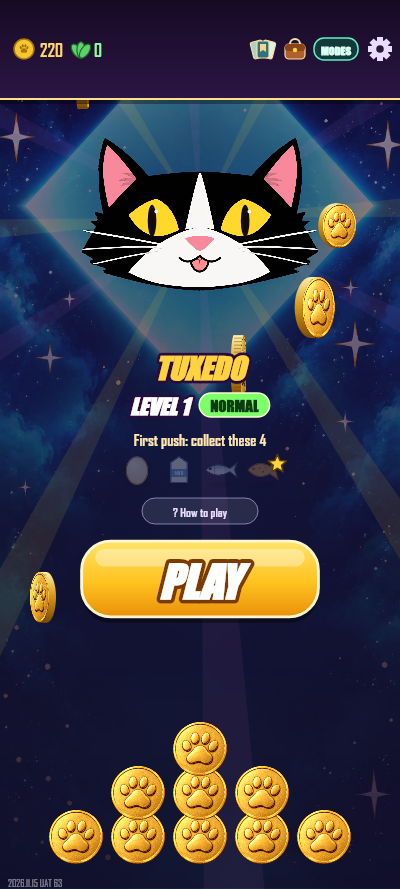 220
0
MODES
TUXEDO
LEVEL 1 NORMAL
First push: collect these 4
? How to play
PLAY
2026.11.15 UAT 63